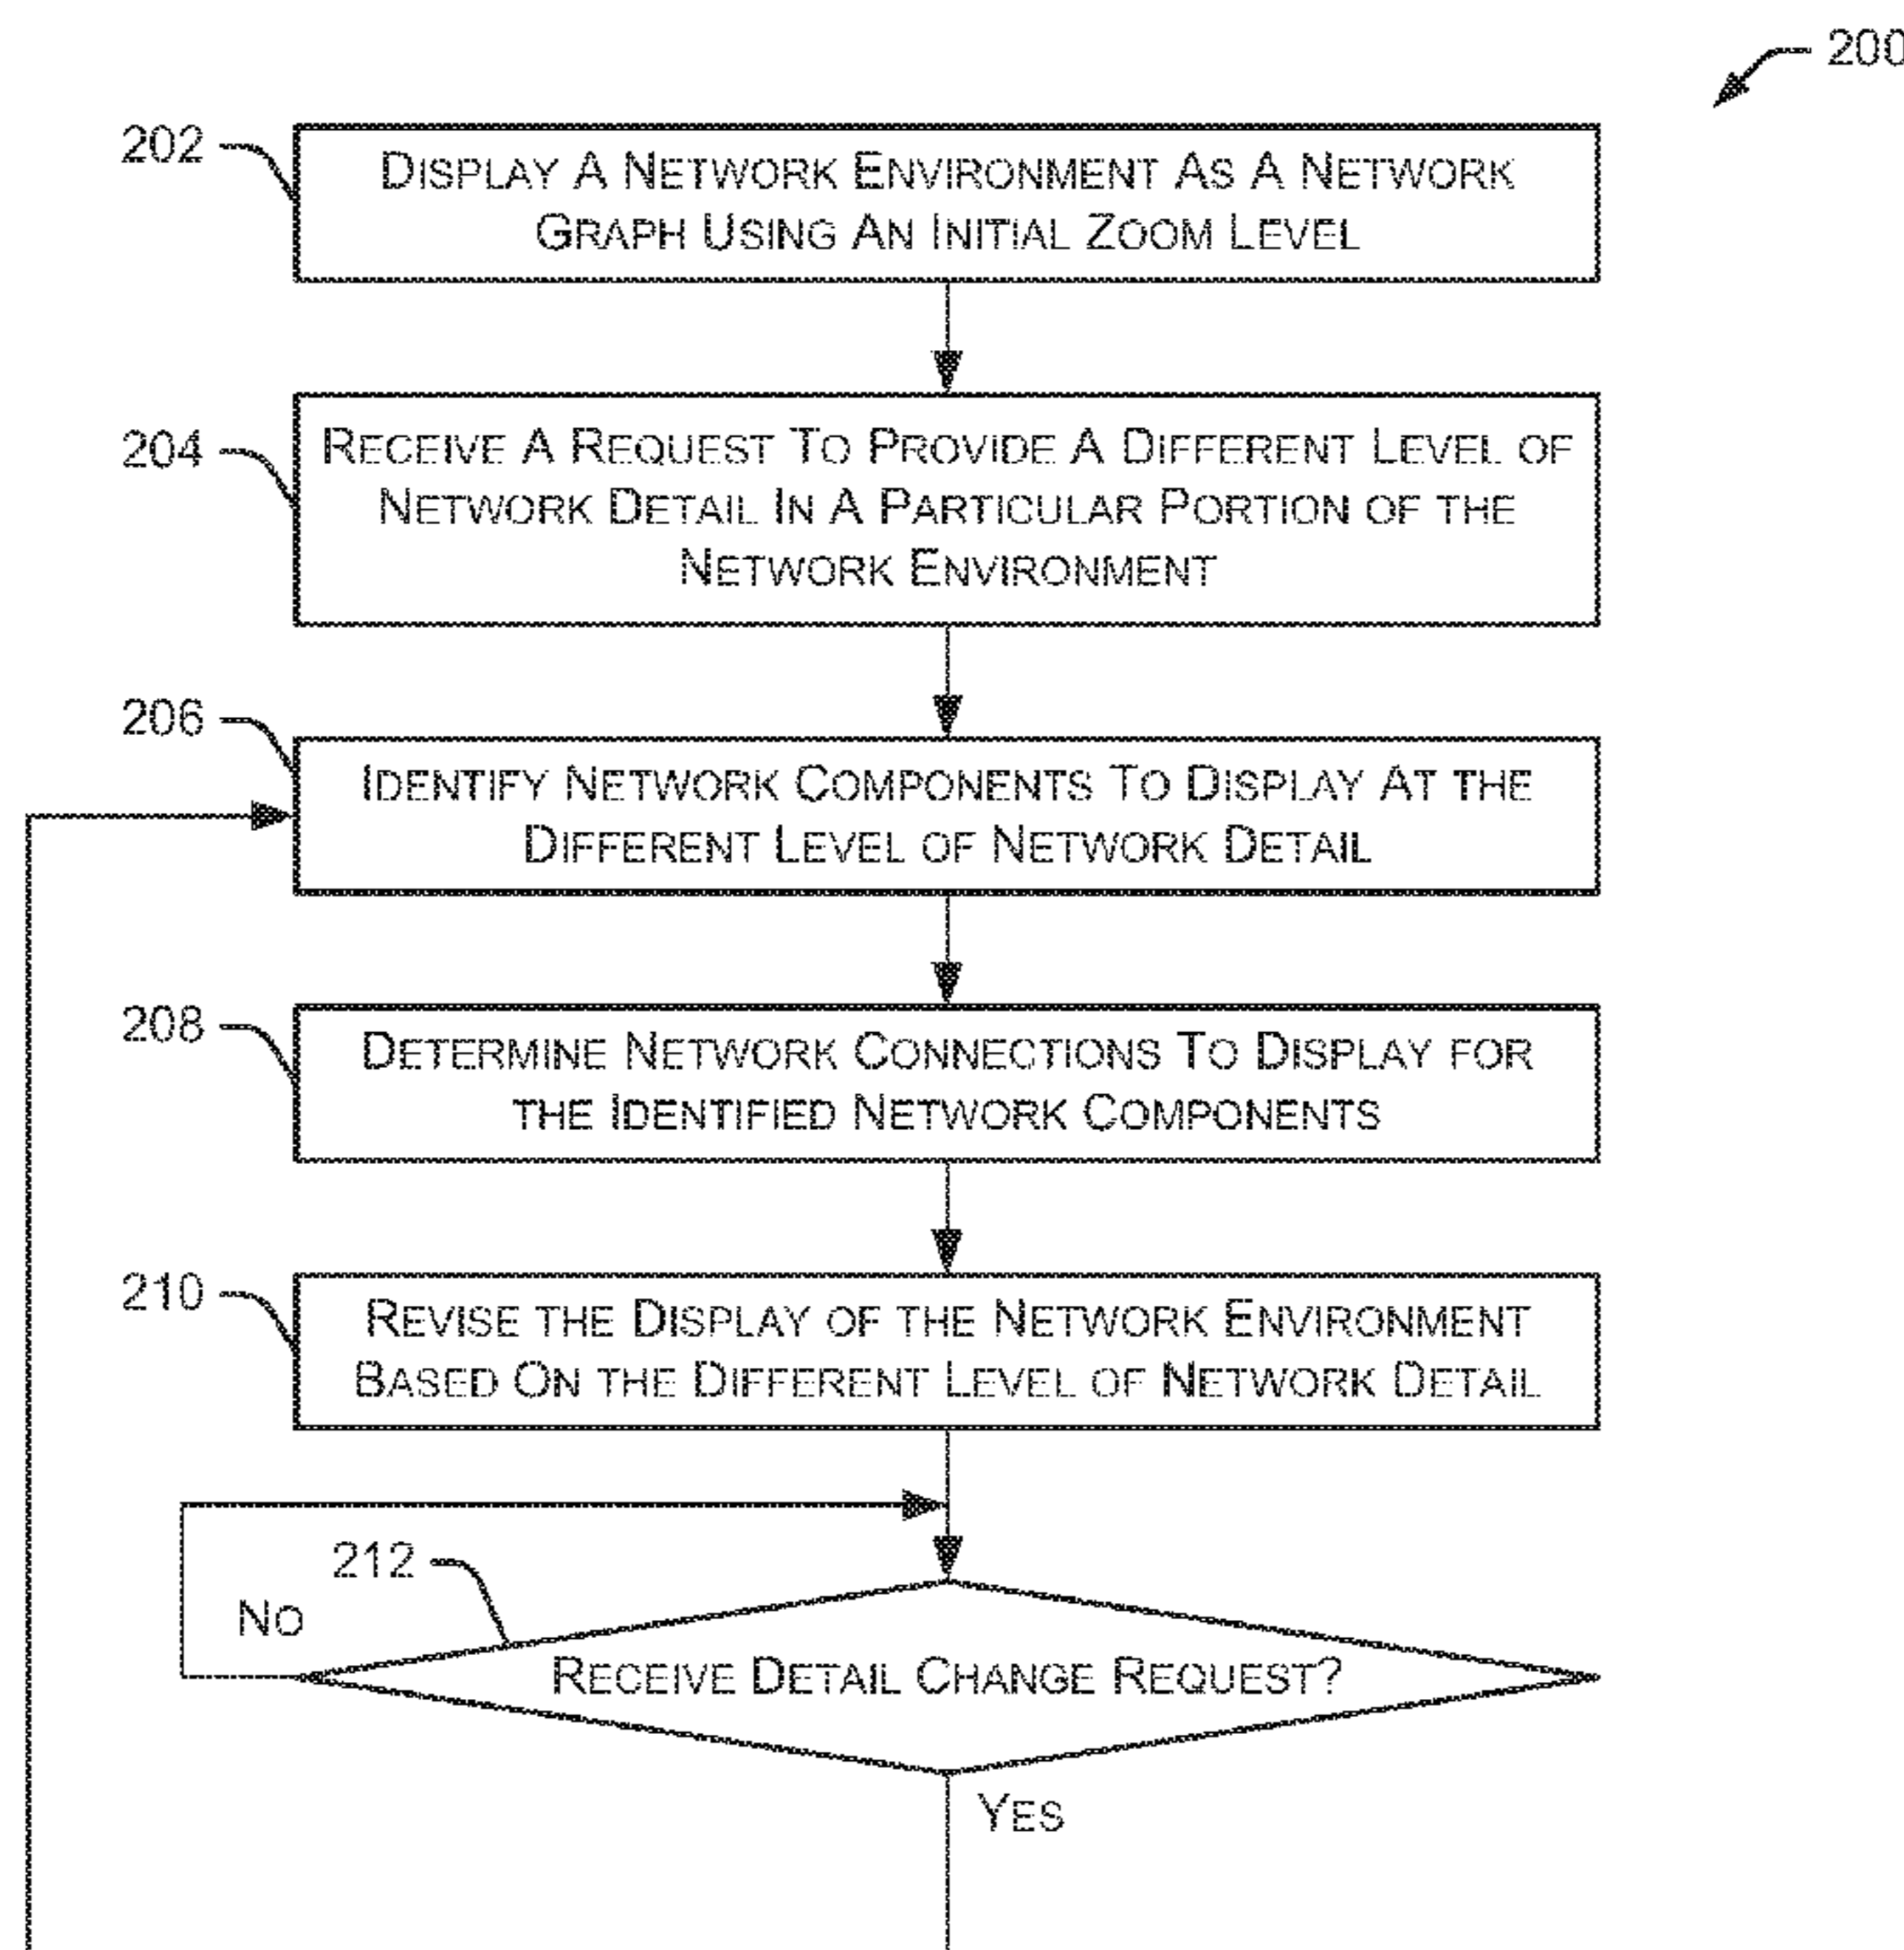 200
202
DISPLAY A NETWORK ENVIRONMENT AS A NETWORK
GRAPH USING AN INITIAL ZOOM LEVEL
204
RECEIVE A REQUEST TO PROVIDE A DIFFERENT LEVEL OF
NETWORK DETAIL IN A PARTICULAR PORTION OF THE
NETWORK ENVIRONMENT
206
IDENTIFY NETWORK COMPONENTS TO DISPLAY AT THE
DIFFERENT LEVEL OF NETWORK DETAIL
208
DETERMINE NETWORK CONNECTIONS TO DISPLAY FOR
THE IDENTIFIED NETWORK COMPONENTS
210
REVISE THE DISPLAY OF THE NETWORK ENVIRONMENT
BASED ON THE DIFFERENT LEVEL OF NETWORK DETAIL
212
NO
RECEIVE DETAIL CHANGE REQUEST?
YES